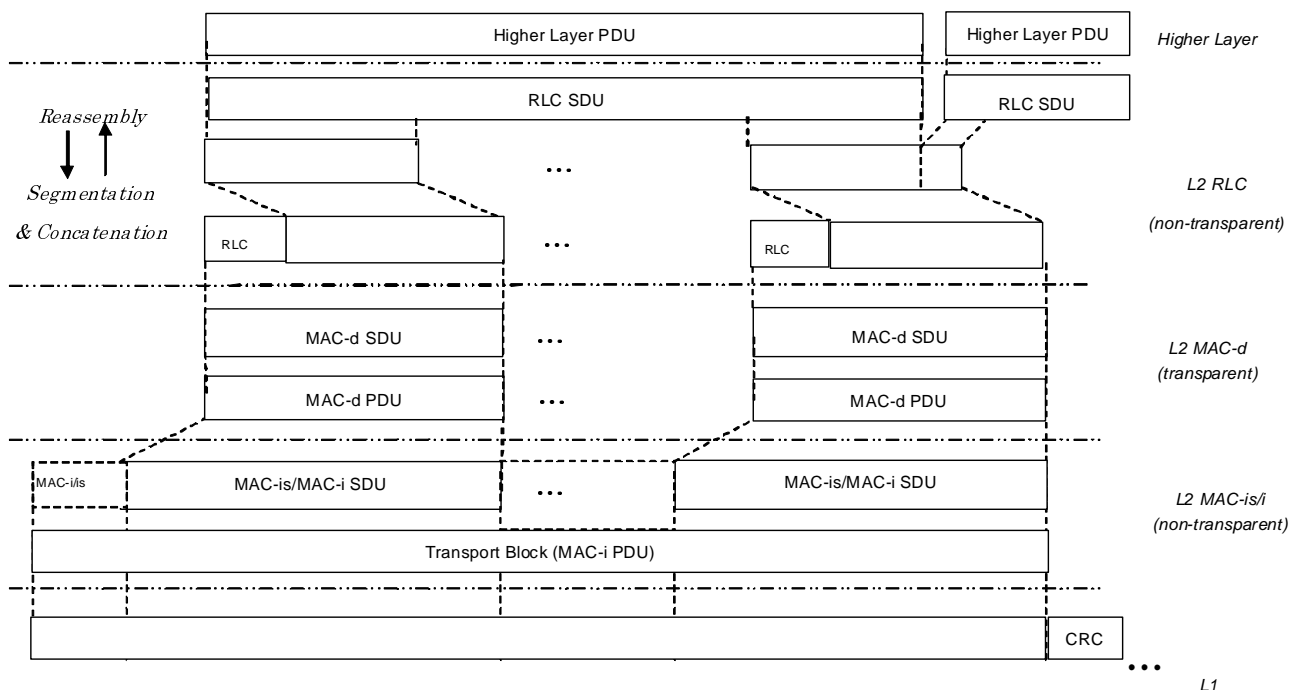 Higher Layer PDU
Higher Layer PDU
Higher Layer
RLC SDU
RLC SDU
Reassembly
Segmentation
& Concatenation
...
L2 RLC
(non-transparent)
RLC
...
RLC
MAC-d SDU
...
MAC-d SDU
L2 MAC-d
(transparent)
MAC-d PDU
...
MAC-d PDU
MAC-i/is
MAC-is/MAC-i SDU
...
MAC-is/MAC-i SDU
L2 MAC-is/i
(non-transparent)
Transport Block (MAC-i PDU)
CRC
...
L1